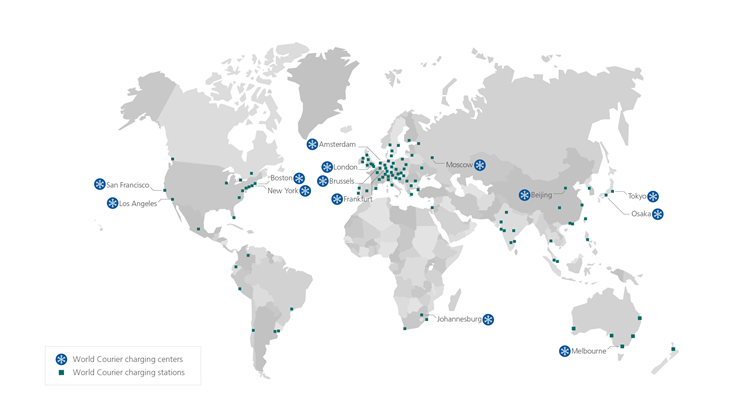 Amsterdam
London
Moscow
Boston
Brussels
San Francisco
New York
Beijing
Tokyo
Los Angeles
Frankfurt
Osaka
Johannesburg
Melbourne
World Courier charging centers
World Courier charging stations